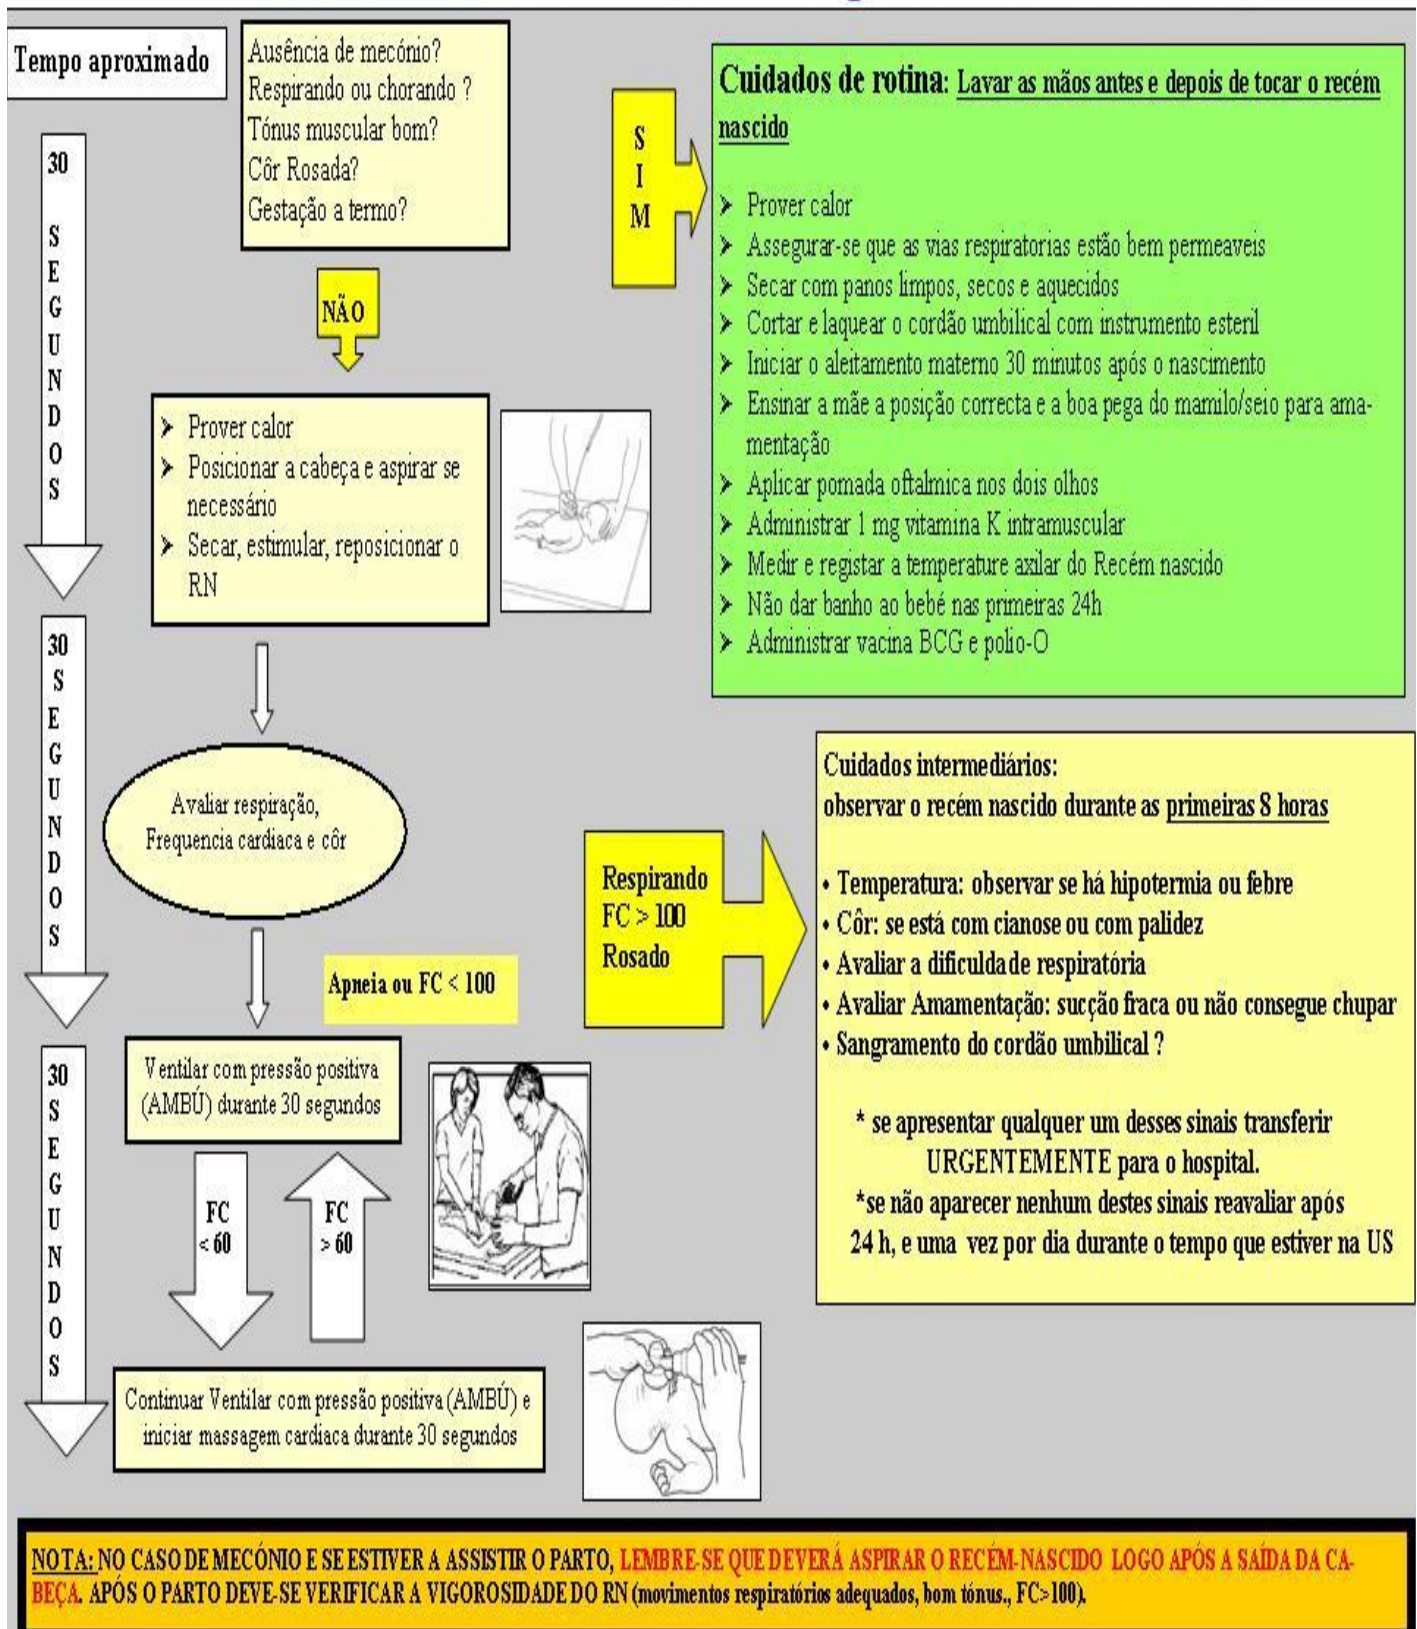 Tempo aproximado
30
SEGUNDOS
30
SEGUNDOS
30
SEGUNDOS
Ausência de mecónio?
Respirando ou chorando ?
Tónus muscular bom?
Côr Rosada?
Gestação a termo?
NÃO
➤ Prover calor
➤ Posicionar a cabeça e aspirar se
necessário
➤ Secar, estimular, reposicionar o
RN
Avaliar respiração,
Frequencia cardiaca e côr
Apneia ou FC < 100
Ventilar com pressão positiva
(AMBÚ) durante 30 segundos
FC
< 60
FC
> 60
Continuar Ventilar com pressão positiva (AMBÚ) e
iniciar massagem cardiaca durante 30 segundos
SIM
Cuidados de rotina: Lavar as mãos antes e depois de tocar o recém
nascido
➤ Prover calor
➤ Assegurar-se que as vias respiratorias estão bem permeaveis
➤ Secar com panos limpos, secos e aquecidos
➤ Cortar e laquear o cordão umbilical com instrumento esteril
➤ Iniciar o aleitamento materno 30 minutos após o nascimento
➤ Ensinar a mãe a posição correcta e a boa pega do mamilo/seio para ama-
mentação
➤ Aplicar pomada oftalmica nos dois olhos
➤ Administrar 1 mg vitamina K intramuscular
➤ Medir e registar a temperature axilar do Recém nascido
➤ Não dar banho ao bebé nas primeiras 24h
➤ Administrar vacina BCG e polio-O
Respirando
FC > 100
Rosado
Cuidados intermediários:
observar o recém nascido durante as primeiras 8 horas
• Temperatura: observar se há hipotermia ou febre
• Côr: se está com cianose ou com palidez
• Avaliar a dificuldade respiratória
• Avaliar Amamentação: sucção fraca ou não consegue chupar
• Sangramento do cordão umbilical ?
* se apresentar qualquer um desses sinais transferir
URGENTEMENTE para o hospital.
*se não aparecer nenhum destes sinais reavaliar após
24 h, e uma vez por dia durante o tempo que estiver na US
NOTA: NO CASO DE MECÓNIO E SE ESTIVER A ASSISTIR O PARTO, LEMBRE-SE QUE DEVERÁ ASPIRAR O RECÉM-NASCIDO LOGO APÓS A SAÍDA DA CA-
BEÇA. APÓS O PARTO DEVE-SE VERIFICAR A VIGOROSIDADE DO RN (movimentos respiratórios adequados, bom tónus., FC>100).